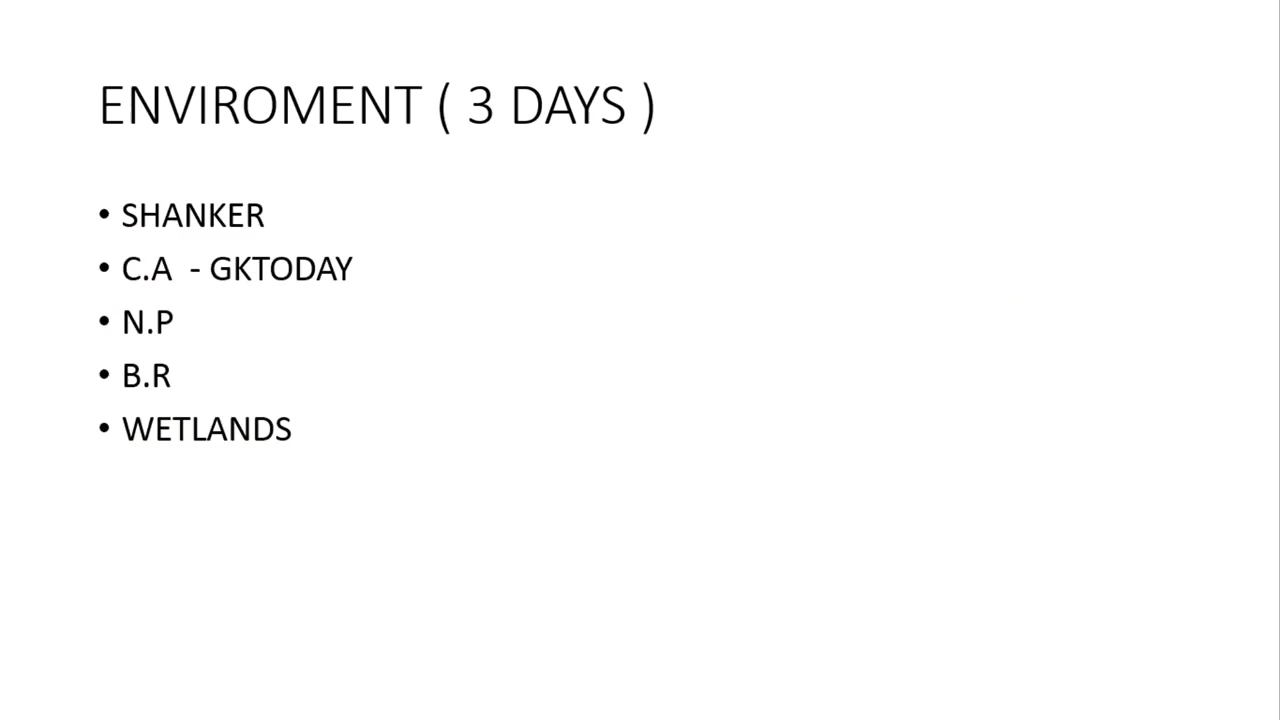 ENVIROMENT ( 3 DAYS )
• SHANKER
• C.A - GKTODAY
• N.P
• B.R
• WETLANDS